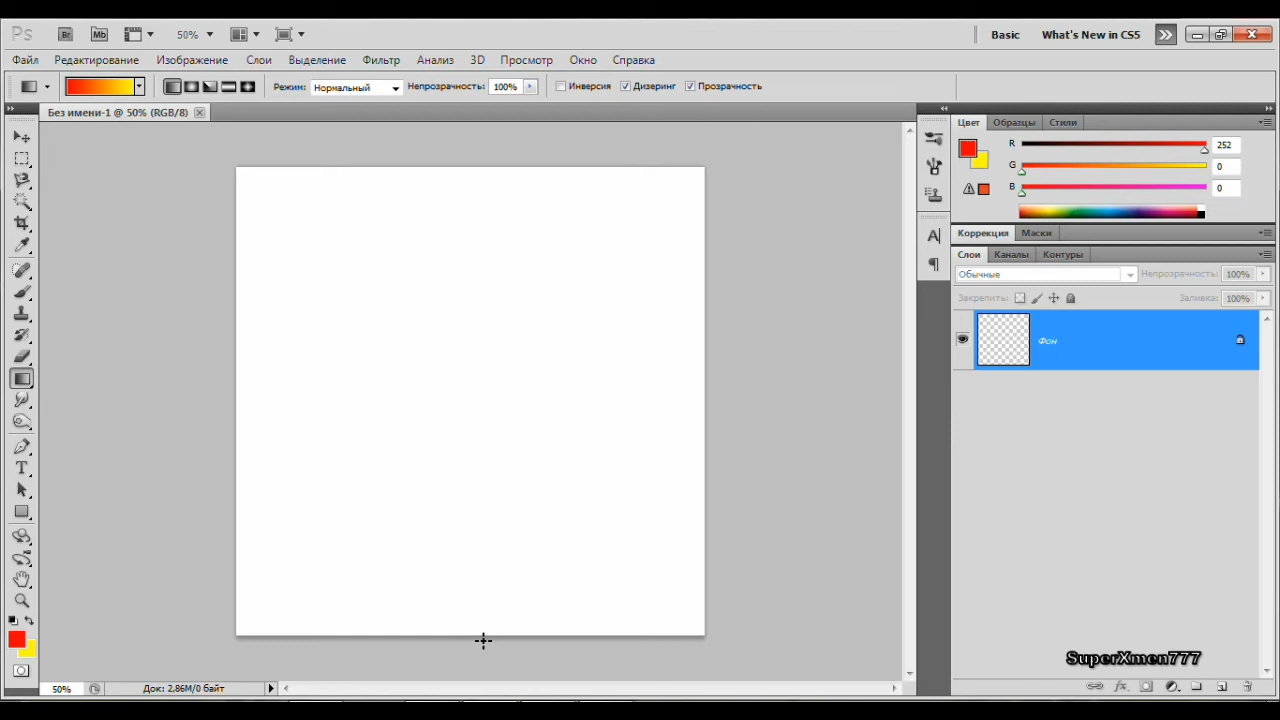 Ps Br Mb 50% Basic What's New in CS5
Файл Редактирование Изображение Слои Выделение Фильтр Анализ 3D Просмотр Окно Справка
Режим: Нормальный Непрозрачность: 100% Инверсия Дизеринг Прозрачность
Без имени-1 @ 50% (RGB/8)
Цвет Образцы Стили
R 252
G 0
B 0
Коррекция Маски
Слои Каналы Контуры
Обычные Непрозрачность: 100%
Закрепить: Заливка: 100%
Фон
SuperXmen777
50% Док: 2,86M/0 байт